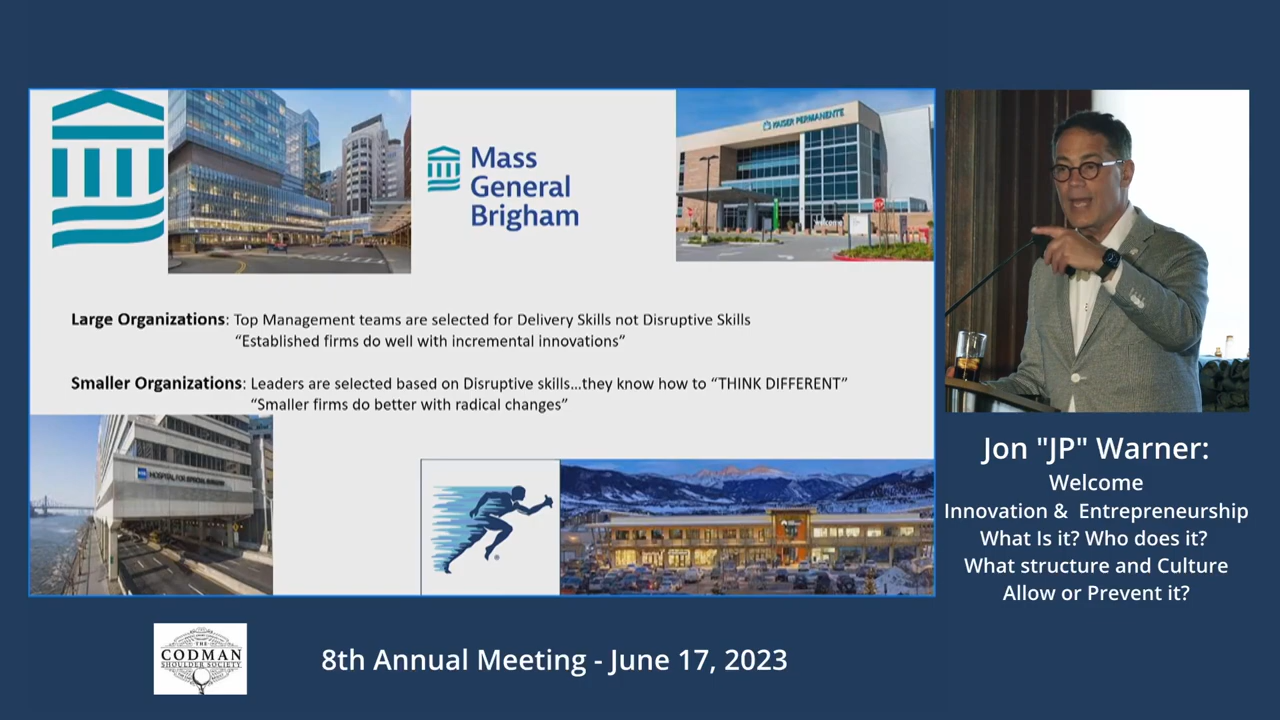 Mass
General
Brigham
KAISER PERMANENTE
Large Organizations: Top Management teams are selected for Delivery Skills not Disruptive Skills
“Established firms do well with incremental innovations”
Smaller Organizations: Leaders are selected based on Disruptive skills...they know how to “THINK DIFFERENT”
“Smaller firms do better with radical changes”
HOSPITAL FOR SPECIAL SURGERY
®
Jon "JP" Warner:
Welcome
Innovation & Entrepreneurship
What Is it? Who does it?
What structure and Culture
Allow or Prevent it?
THE
CODMAN
SHOULDER SOCIETY
8th Annual Meeting - June 17, 2023